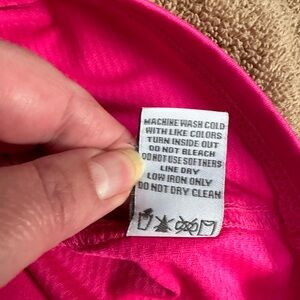 MACHINE WASH COLD
WITH LIKE COLORS
TURN INSIDE OUT
DO NOT BLEACH
DO NOT USE SOFTNERS
LINE DRY
LOW IRON ONLY
DO NOT DRY CLEAN